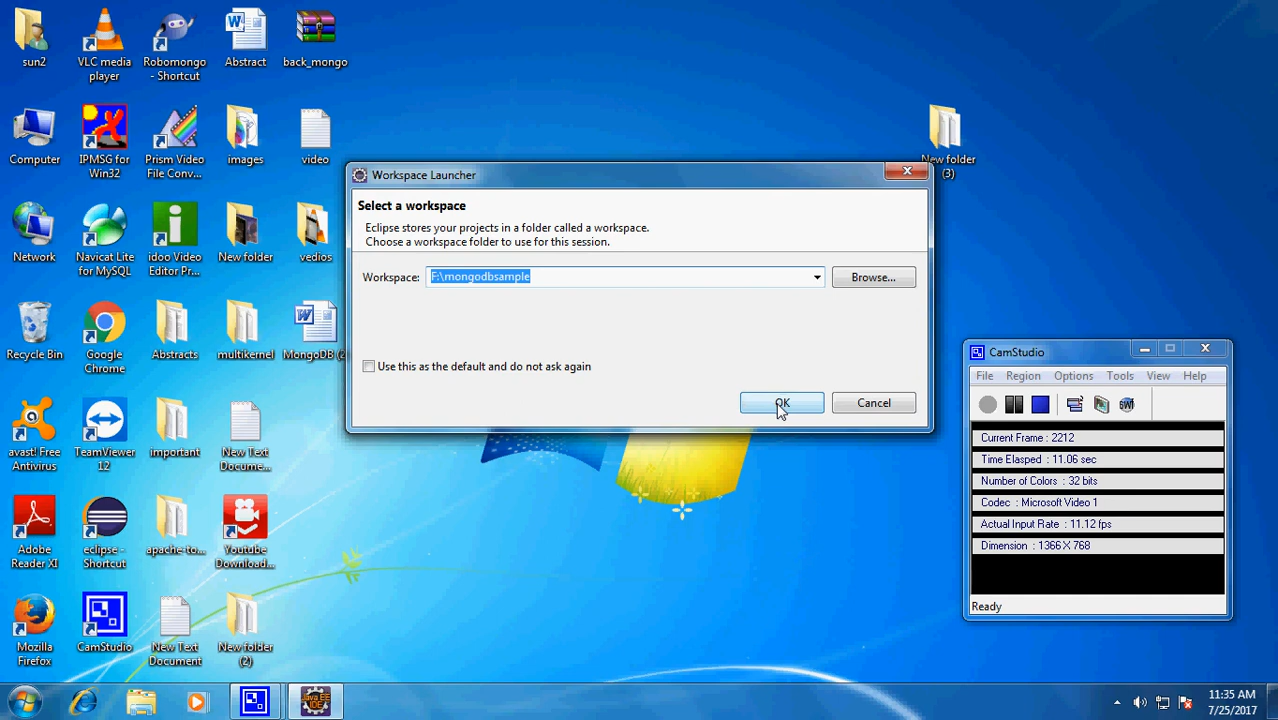 sun2
VLC media
player
Robomongo
- Shortcut
Abstract
back_mongo
Computer
IPMSG for
Win32
Prism Video
File Conv...
images
video
New folder
(3)
Network
Navicat Lite
for MySQL
idoo Video
Editor Pr...
New folder
vedios
Recycle Bin
Google
Chrome
Abstracts
multikernel
MongoDB (2
avast! Free
Antivirus
TeamViewer
12
important
New Text
Docume...
Adobe
Reader XI
eclipse -
Shortcut
apache-to...
Youtube
Download...
Mozilla
Firefox
CamStudio
New Text
Document
New folder
(2)
Workspace Launcher
Select a workspace
Eclipse stores your projects in a folder called a workspace.
Choose a workspace folder to use for this session.
Workspace: F:\mongodbsample Browse...
Use this as the default and do not ask again
OK Cancel
CamStudio
File Region Options Tools View Help
SWF
Current Frame : 2212
Time Elasped : 11.06 sec
Number of Colors : 32 bits
Codec : Microsoft Video 1
Actual Input Rate : 11.12 fps
Dimension : 1366 X 768
Ready
Java EE
IDE
11:35 AM
7/25/2017